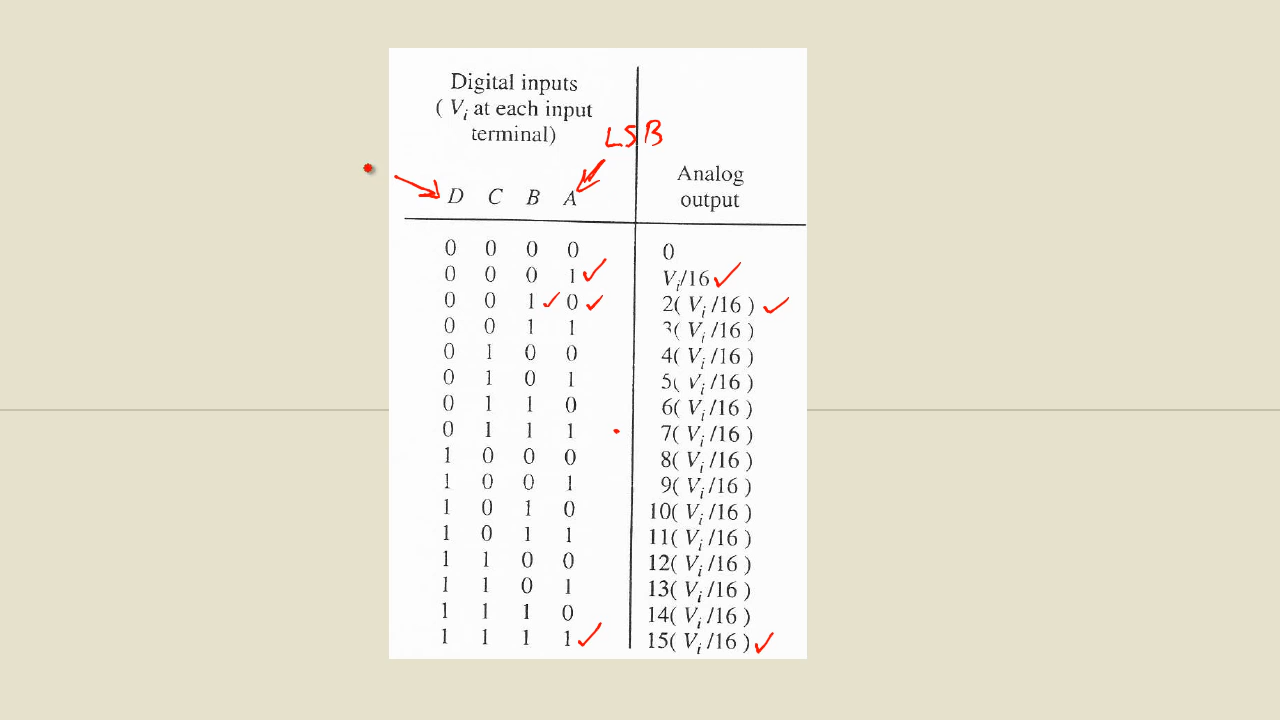 Digital inputs
( Vi at each input
terminal)
LSB
D C B A
Analog
output
0 0 0 0 0
0 0 0 1 Vi/16
0 0 1 0 2( Vi /16 )
0 0 1 1 3( Vi /16 )
0 1 0 0 4( Vi /16 )
0 1 0 1 5( Vi /16 )
0 1 1 0 6( Vi /16 )
0 1 1 1 7( Vi /16 )
1 0 0 0 8( Vi /16 )
1 0 0 1 9( Vi /16 )
1 0 1 0 10( Vi /16 )
1 0 1 1 11( Vi /16 )
1 1 0 0 12( Vi /16 )
1 1 0 1 13( Vi /16 )
1 1 1 0 14( Vi /16 )
1 1 1 1 15( Vi /16 )